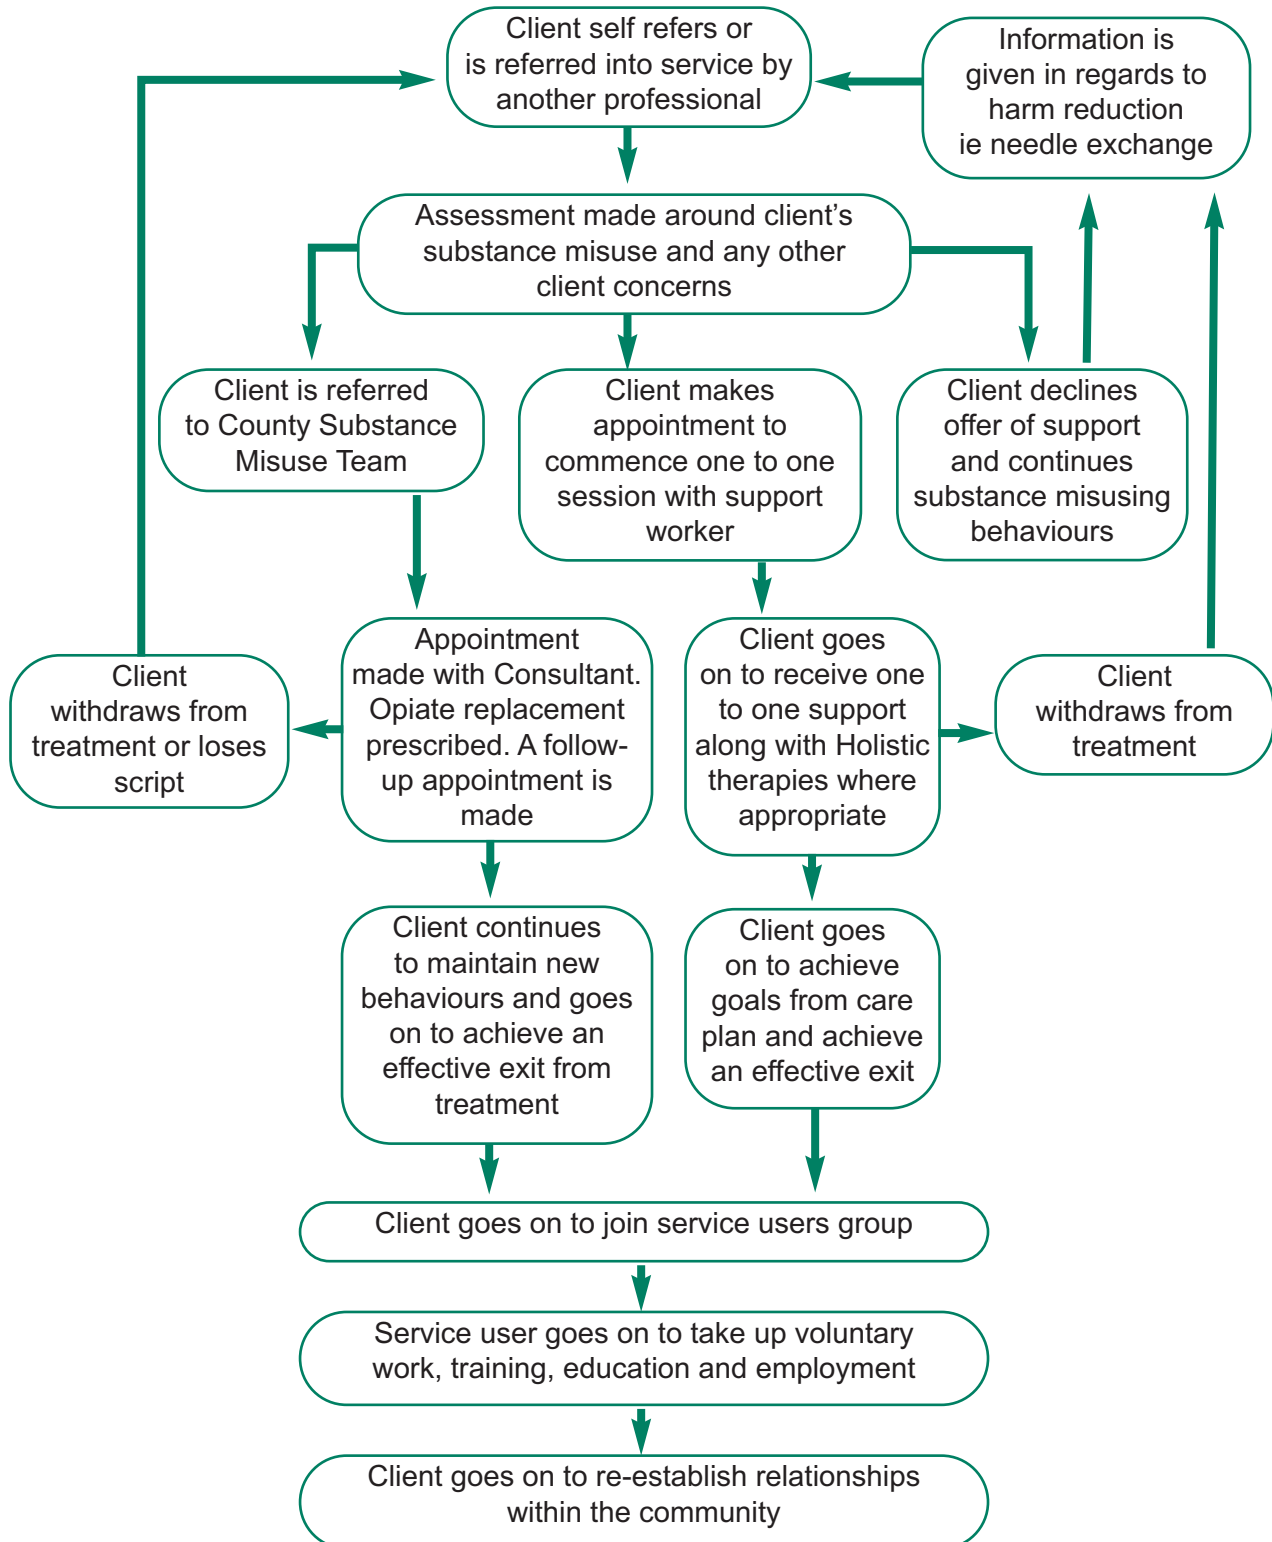 Client self refers or
is referred into service by
another professional
Information is
given in regards to
harm reduction
ie needle exchange
Assessment made around client’s
substance misuse and any other
client concerns
Client is referred
to County Substance
Misuse Team
Client makes
appointment to
commence one to one
session with support
worker
Client declines
offer of support
and continues
substance misusing
behaviours
Client
withdraws from
treatment or loses
script
Appointment
made with Consultant.
Opiate replacement
prescribed. A follow-
up appointment is
made
Client goes
on to receive one
to one support
along with Holistic
therapies where
appropriate
Client
withdraws from
treatment
Client continues
to maintain new
behaviours and goes
on to achieve an
effective exit from
treatment
Client goes
on to achieve
goals from care
plan and achieve
an effective exit
Client goes on to join service users group
Service user goes on to take up voluntary
work, training, education and employment
Client goes on to re-establish relationships
within the community